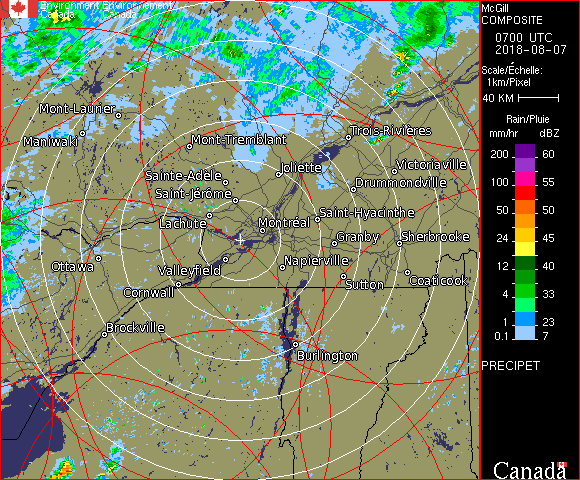 Environment Environnement
Canada Canada
McGill
COMPOSITE
0700 UTC
2018-08-07
Scale/Échelle:
1km/Pixel
40 KM
Rain/Pluie
mm/hr dBZ
200 60
100 55
50 50
24 45
12 40
4 33
1 23
0.1 7
PRECIPET
Canada
Mont-Laurier
Maniwaki
Mont-Tremblant
Trois-Rivières
Joliette
Victoriaville
Sainte-Adèle
Drummondville
Saint-Jérôme
Saint-Hyacinthe
Lachute
Montréal
Granby
Sherbrooke
Ottawa
Valleyfield
Napierville
Cornwall
Sutton
Coaticook
Brockville
Burlington